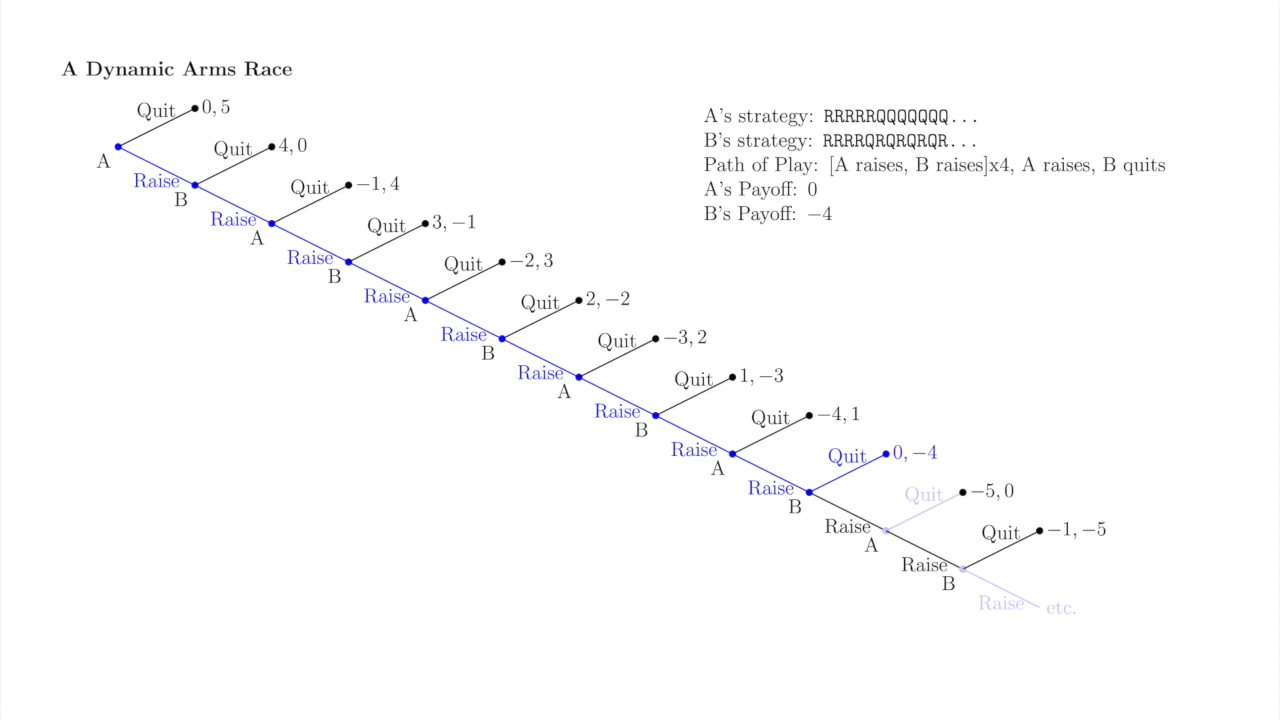 A Dynamic Arms Race
Quit 0, 5
A
Raise
Quit 4, 0
B
Raise
Quit −1, 4
A
Raise
Quit 3, −1
B
Raise
Quit −2, 3
A
Raise
Quit 2, −2
B
Raise
Quit −3, 2
A
Raise
Quit 1, −3
B
Raise
Quit −4, 1
A
Raise
Quit 0, −4
B
Raise
Quit −5, 0
A
Raise
Quit −1, −5
B
Raise etc.
A's strategy: RRRRRQQQQQQQ...
B's strategy: RRRRQRQRQRQR...
Path of Play: [A raises, B raises]x4, A raises, B quits
A's Payoff: 0
B's Payoff: −4